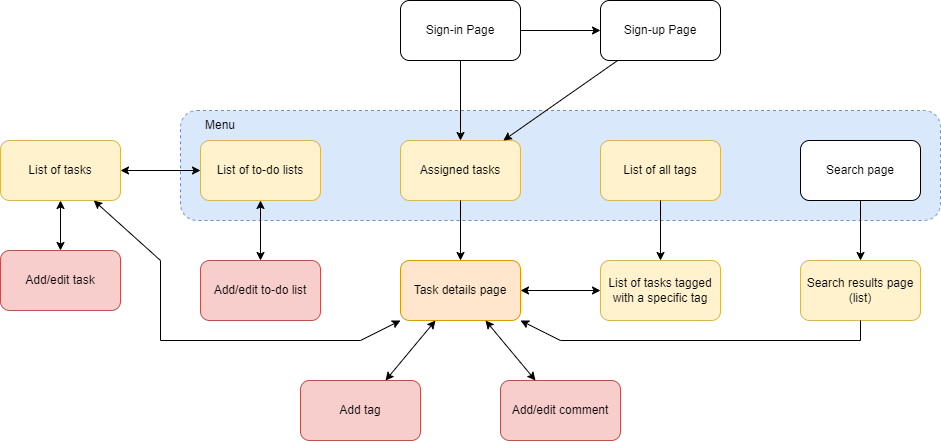 Sign-in Page
Sign-up Page
Menu
List of tasks
List of to-do lists
Assigned tasks
List of all tags
Search page
Add/edit task
Add/edit to-do list
Task details page
List of tasks tagged
with a specific tag
Search results page
(list)
Add tag
Add/edit comment